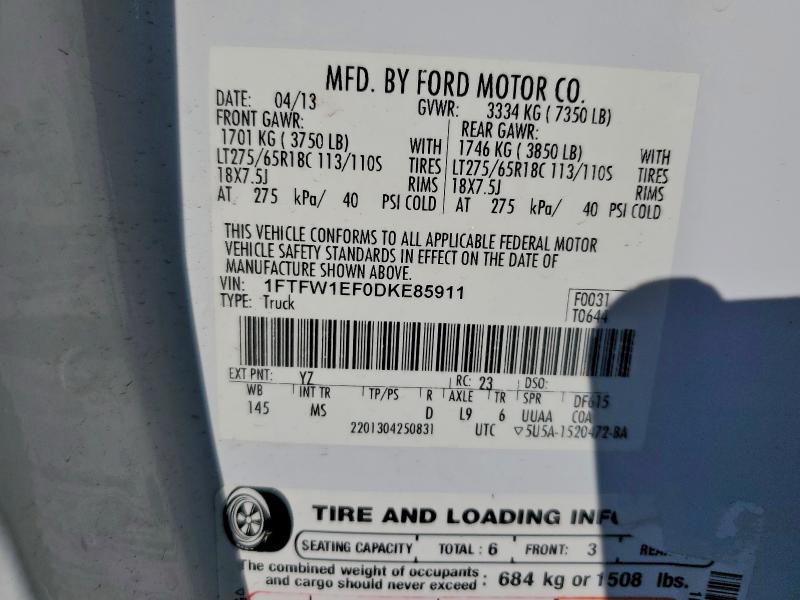 MFD. BY FORD MOTOR CO.
DATE: 04/13 GVWR: 3334 KG ( 7350 LB)
FRONT GAWR: REAR GAWR:
1701 KG ( 3750 LB) WITH 1746 KG ( 3850 LB) WITH
LT275/65R18C 113/110S TIRES LT275/65R18C 113/110S TIRES
18X7.5J RIMS 18X7.5J RIMS
AT 275 kPa/ 40 PSI COLD AT 275 kPa/ 40 PSI COLD
THIS VEHICLE CONFORMS TO ALL APPLICABLE FEDERAL MOTOR
VEHICLE SAFETY STANDARDS IN EFFECT ON THE DATE OF
MANUFACTURE SHOWN ABOVE.
VIN: 1FTFW1EF0DKE85911 F0031
TYPE: Truck T0644
EXT PNT: YZ RC: 23 DSO:
WB INT TR TP/PS R AXLE TR SPR DF615
145 MS D L9 6 UUAA COA
2201304250831 UTC ▽5U5A-1520472-BA
TIRE AND LOADING
SEATING CAPACITY TOTAL : 6 FRONT: 3
The combined weight of occupants
and cargo should never exceed : 684 kg or 1508 lbs.